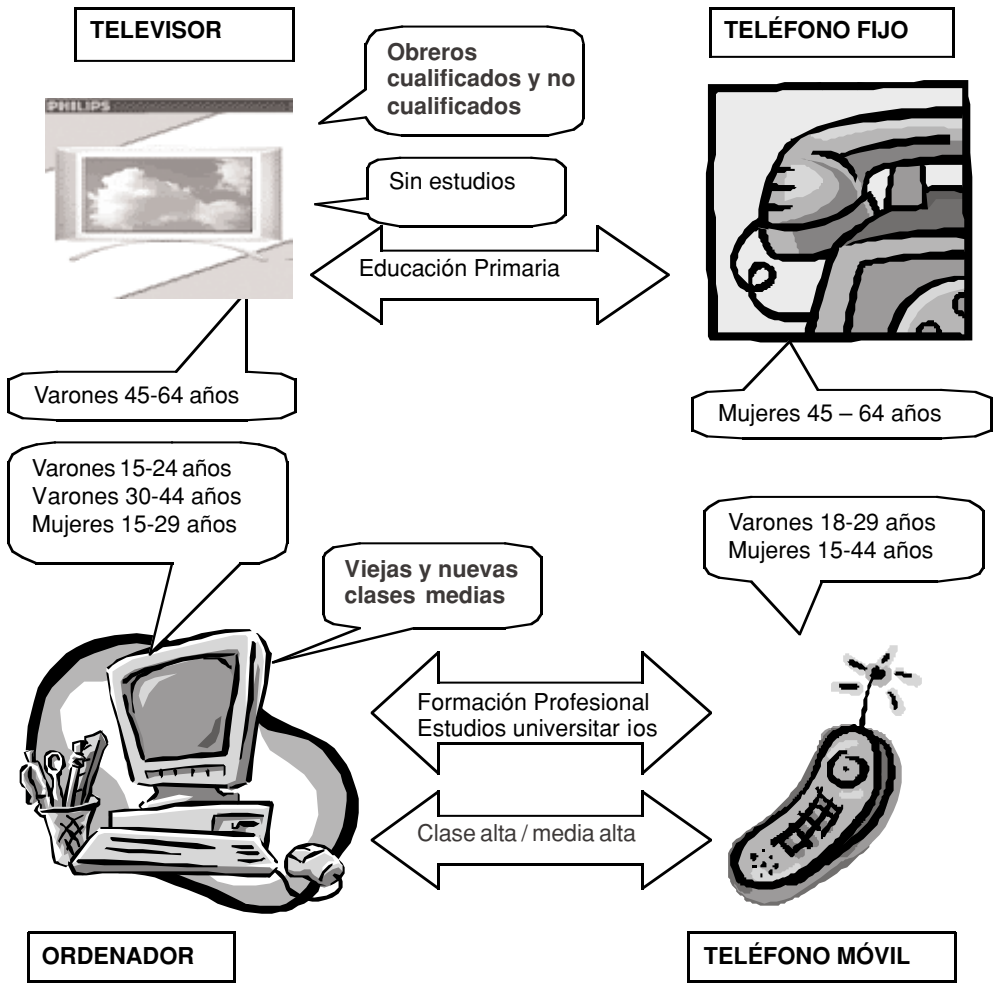 TELEVISOR
TELÉFONO FIJO
Obreros
cualificados y no
cualificados
PHILIPS
Sin estudios
Educación Primaria
Varones 45-64 años
Mujeres 45 – 64 años
Varones 15-24 años
Varones 30-44 años
Mujeres 15-29 años
Varones 18-29 años
Mujeres 15-44 años
Viejas y nuevas
clases medias
Formación Profesional
Estudios universitar ios
Clase alta / media alta
ORDENADOR
TELÉFONO MÓVIL